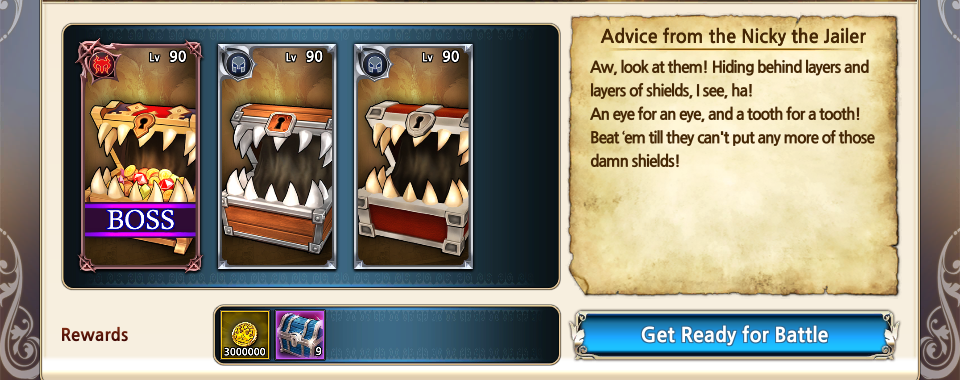 Lv 90
Lv 90
Lv 90
BOSS
Advice from the Nicky the Jailer
Aw, look at them! Hiding behind layers and
layers of shields, I see, ha!
An eye for an eye, and a tooth for a tooth!
Beat 'em till they can't put any more of those
damn shields!
Rewards
3000000
9
Get Ready for Battle